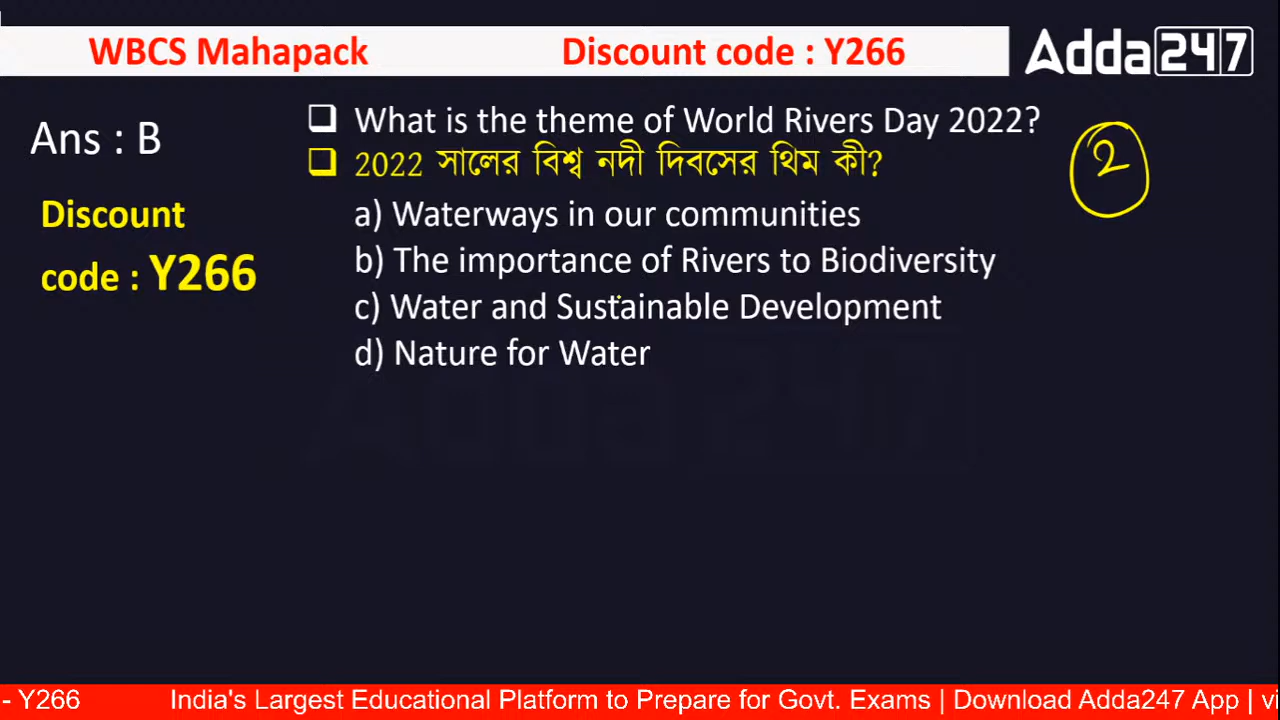 WBCS Mahapack Discount code : Y266
Adda247
Ans : B
Discount
code : Y266
What is the theme of World Rivers Day 2022?
2022 সালের বিশ্ব নদী দিবসের থিম কী?
a) Waterways in our communities
b) The importance of Rivers to Biodiversity
c) Water and Sustainable Development
d) Nature for Water
2
Adda247
- Y266 India's Largest Educational Platform to Prepare for Govt. Exams | Download Adda247 App | vi